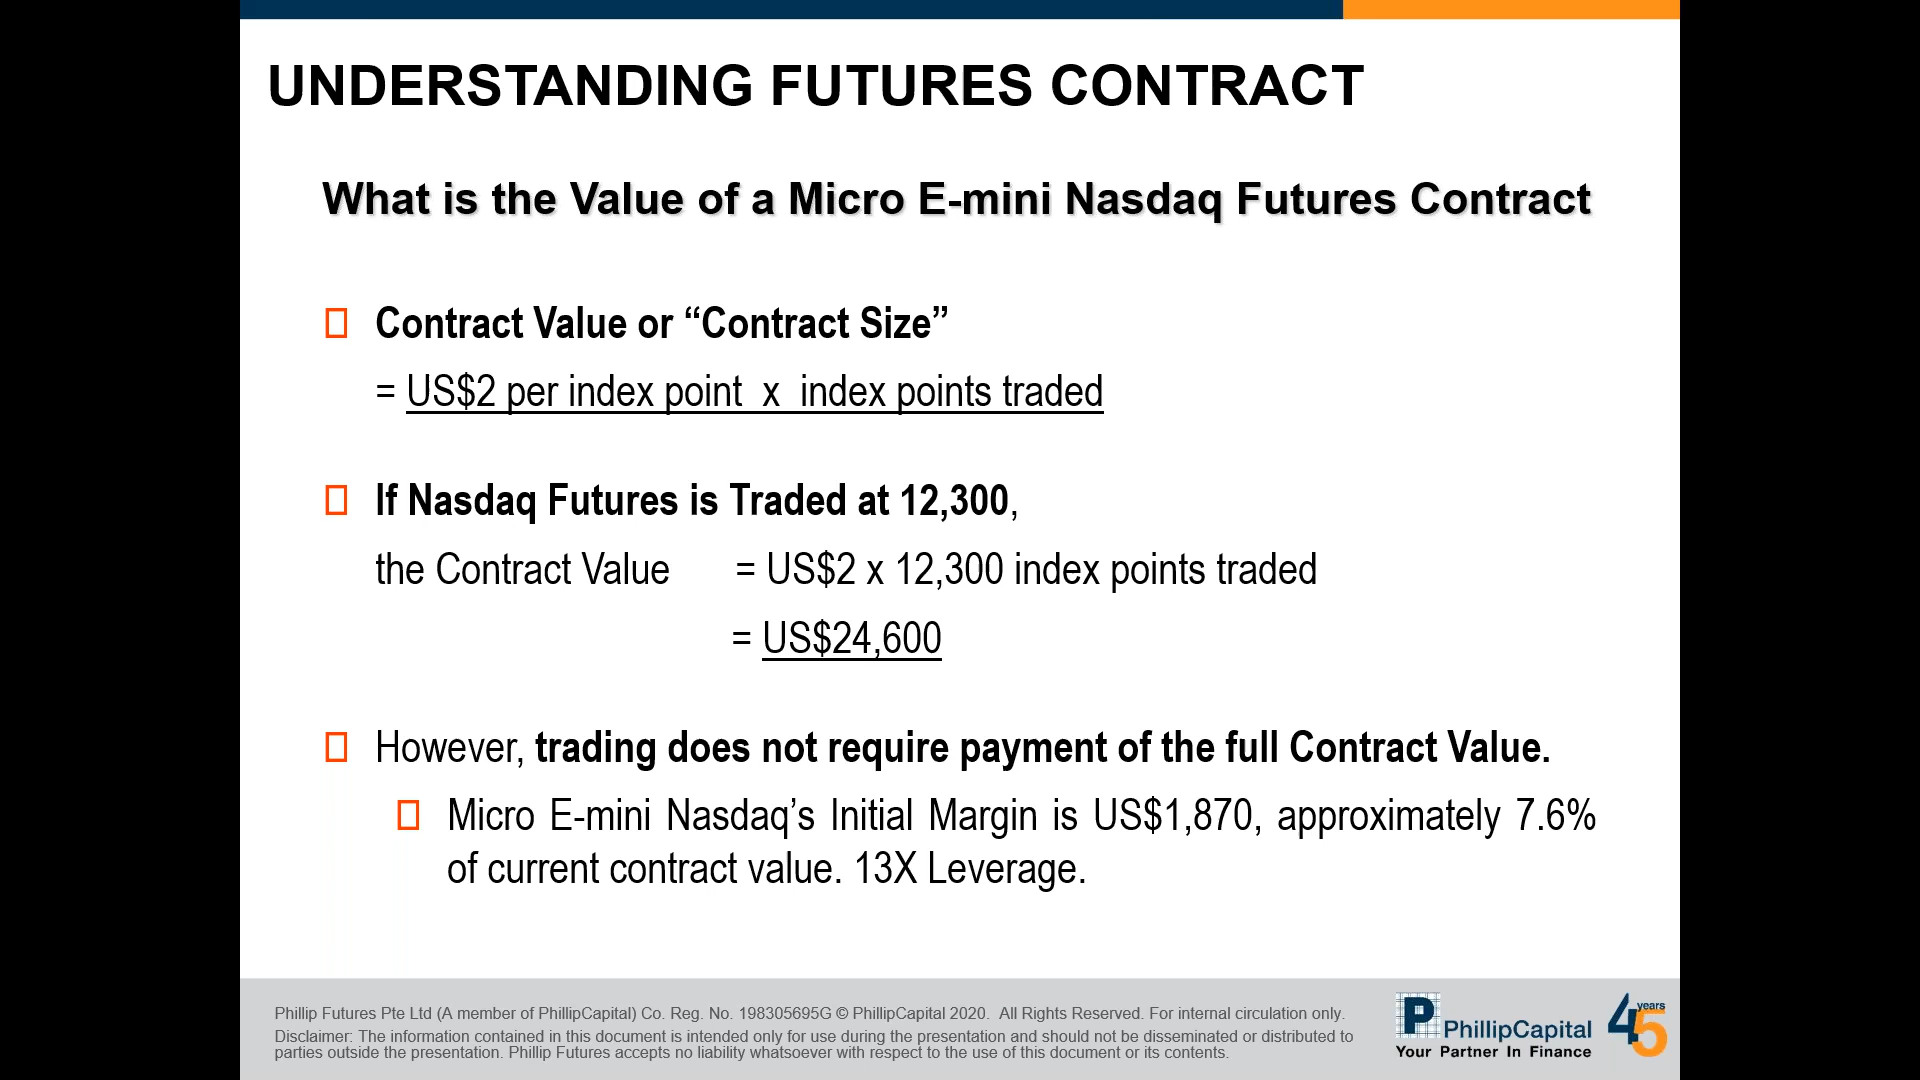 UNDERSTANDING FUTURES CONTRACT
What is the Value of a Micro E-mini Nasdaq Futures Contract
Contract Value or “Contract Size”
= US$2 per index point x index points traded
If Nasdaq Futures is Traded at 12,300,
the Contract Value = US$2 x 12,300 index points traded
= US$24,600
However, trading does not require payment of the full Contract Value.
Micro E-mini Nasdaq’s Initial Margin is US$1,870, approximately 7.6%
of current contract value. 13X Leverage.
Phillip Futures Pte Ltd (A member of PhillipCapital) Co. Reg. No. 198305695G © PhillipCapital 2020. All Rights Reserved. For internal circulation only.
Disclaimer: The information contained in this document is intended only for use during the presentation and should not be disseminated or distributed to
parties outside the presentation. Phillip Futures accepts no liability whatsoever with respect to the use of this document or its contents.
P PhillipCapital
Your Partner In Finance
45 years